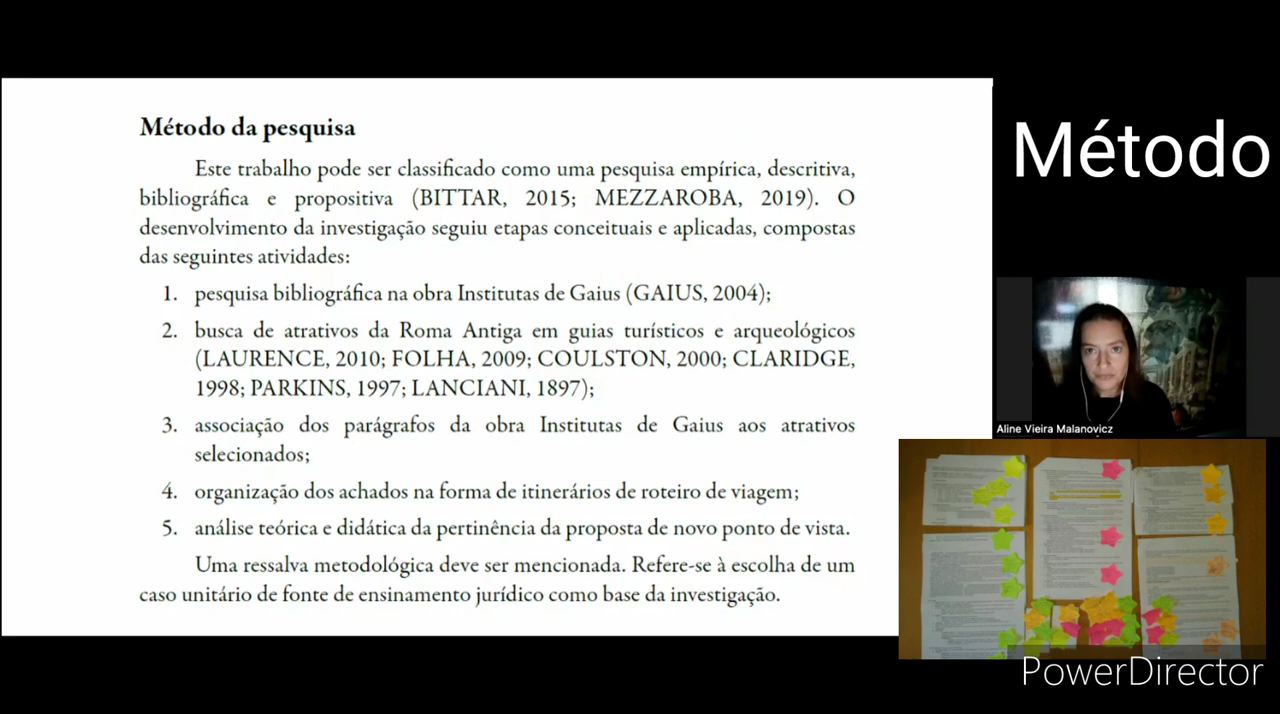 Método da pesquisa
Este trabalho pode ser classificado como uma pesquisa empírica, descritiva,
bibliográfica e propositiva (BITTAR, 2015; MEZZAROBA, 2019). O
desenvolvimento da investigação seguiu etapas conceituais e aplicadas, compostas
das seguintes atividades:
1. pesquisa bibliográfica na obra Institutas de Gaius (GAIUS, 2004);
2. busca de atrativos da Roma Antiga em guias turísticos e arqueológicos
(LAURENCE, 2010; FOLHA, 2009; COULSTON, 2000; CLARIDGE,
1998; PARKINS, 1997; LANCIANI, 1897);
3. associação dos parágrafos da obra Institutas de Gaius aos atrativos
selecionados;
4. organização dos achados na forma de itinerários de roteiro de viagem;
5. análise teórica e didática da pertinência da proposta de novo ponto de vista.
Uma ressalva metodológica deve ser mencionada. Refere-se à escolha de um
caso unitário de fonte de ensinamento jurídico como base da investigação.
Método
Aline Vieira Malanovicz
PowerDirector